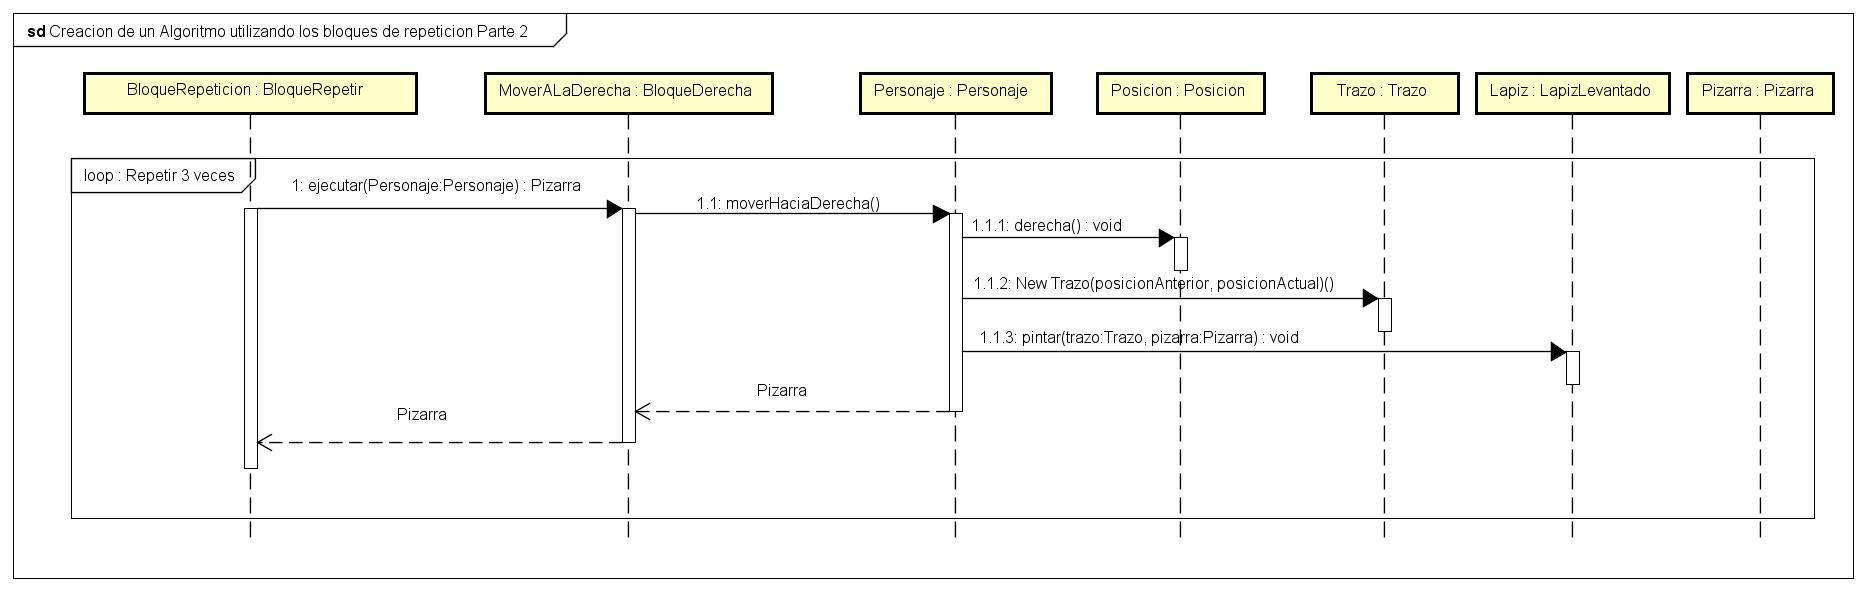 sd Creacion de un Algoritmo utilizando los bloques de repeticion Parte 2
BloqueRepeticion : BloqueRepetir
MoverALaDerecha : BloqueDerecha
Personaje : Personaje
Posicion : Posicion
Trazo : Trazo
Lapiz : LapizLevantado
Pizarra : Pizarra
loop : Repetir 3 veces
1: ejecutar(Personaje:Personaje) : Pizarra
1.1: moverHaciaDerecha()
1.1.1: derecha() : void
1.1.2: New Trazo(posicionAnterior, posicionActual)()
1.1.3: pintar(trazo:Trazo, pizarra:Pizarra) : void
Pizarra
Pizarra